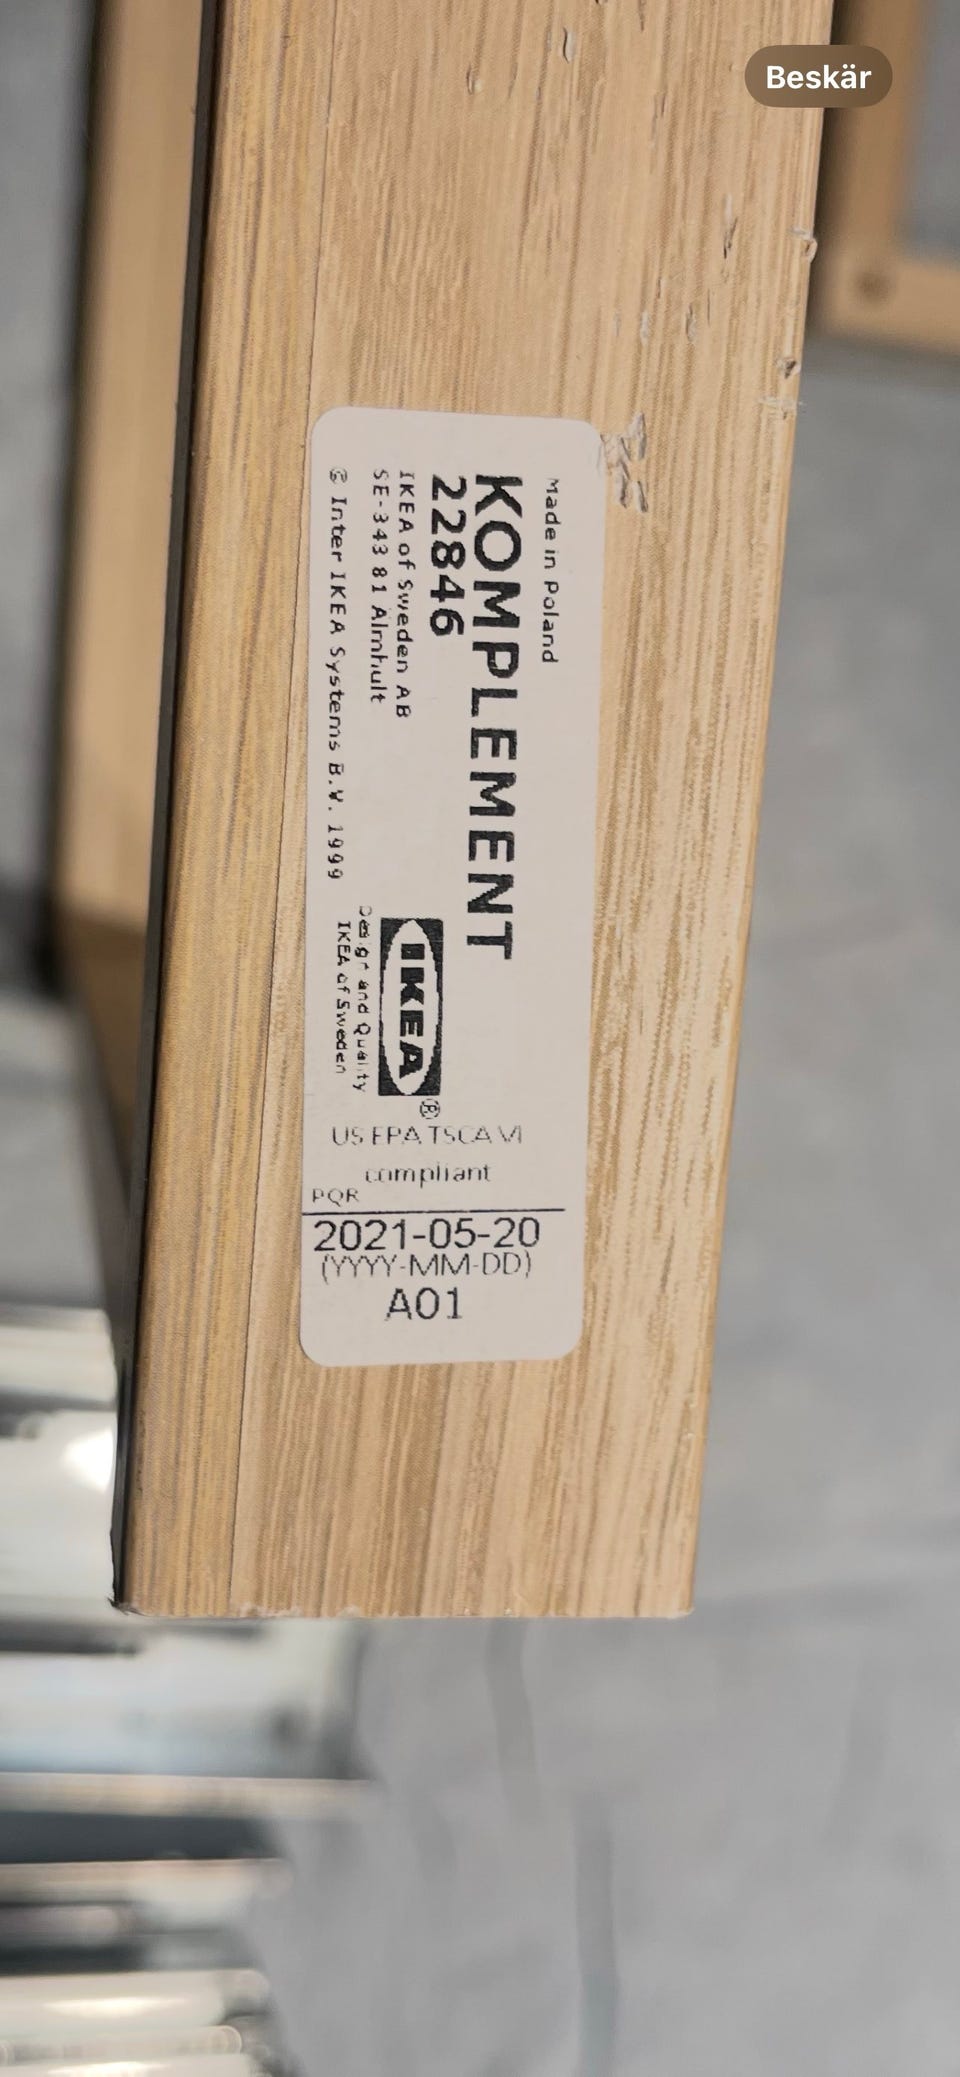 Beskär
Made in Poland
KOMPLEMENT
22846
IKEA of Sweden AB
SE-343 81 Älmhult
© Inter IKEA Systems B.V. 1999
IKEA®
Design and Quality
IKEA of Sweden
US EPA TSCA VI
compliant
PQR
2021-05-20
(YYYY-MM-DD)
A01